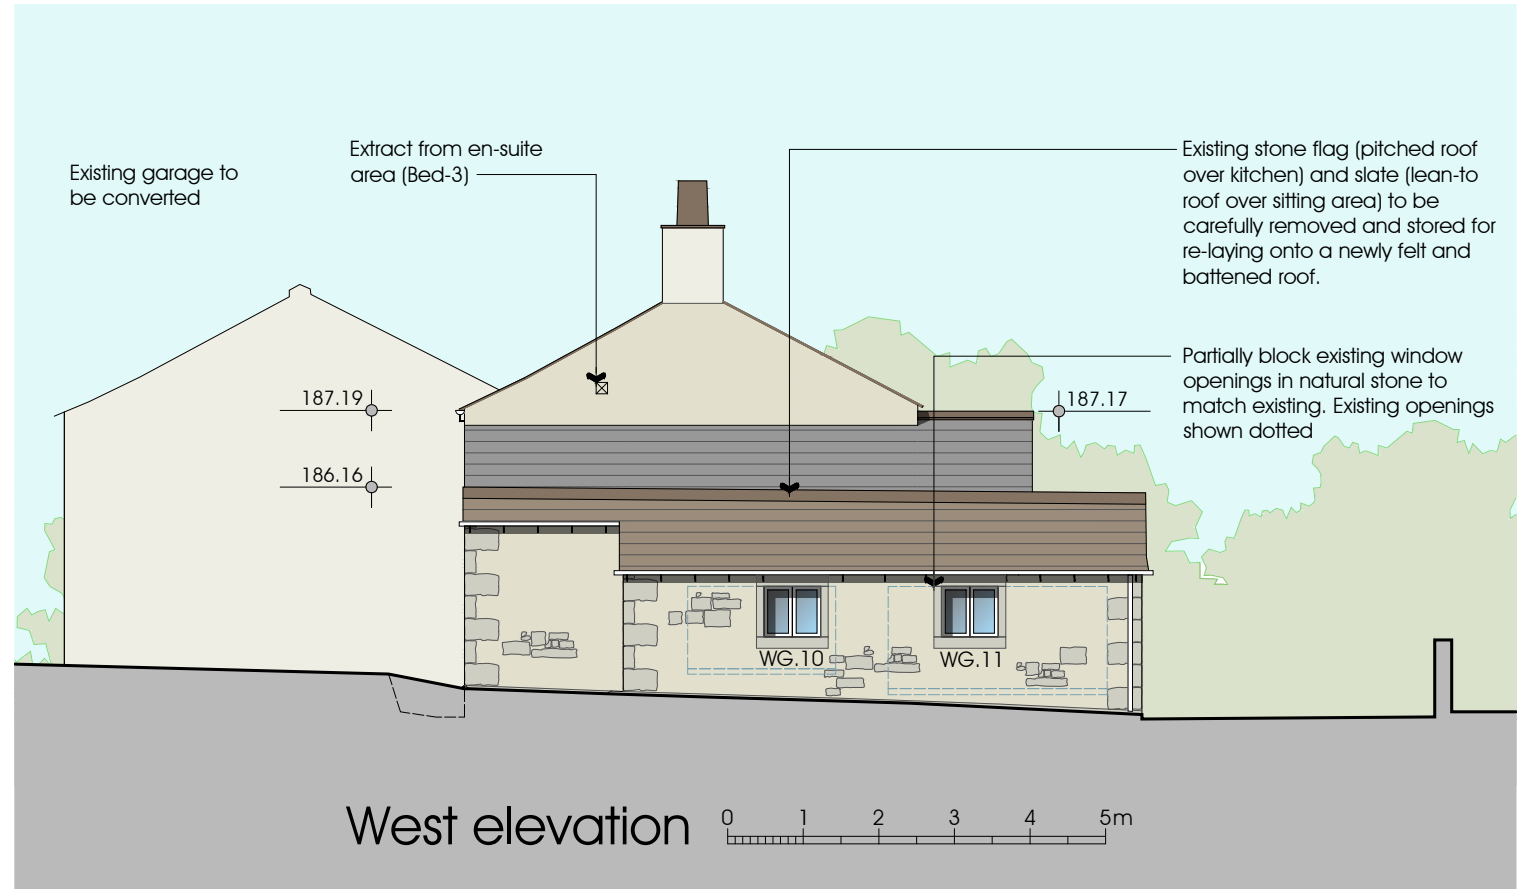 Existing garage to
be converted
Extract from en-suite
area (Bed-3)
Existing stone flag (pitched roof
over kitchen) and slate (lean-to
roof over sitting area) to be
carefully removed and stored for
re-laying onto a newly felt and
battened roof.
Partially block existing window
openings in natural stone to
match existing. Existing openings
shown dotted
187.19
187.17
186.16
WG.10
WG.11
West elevation
0 1 2 3 4 5m